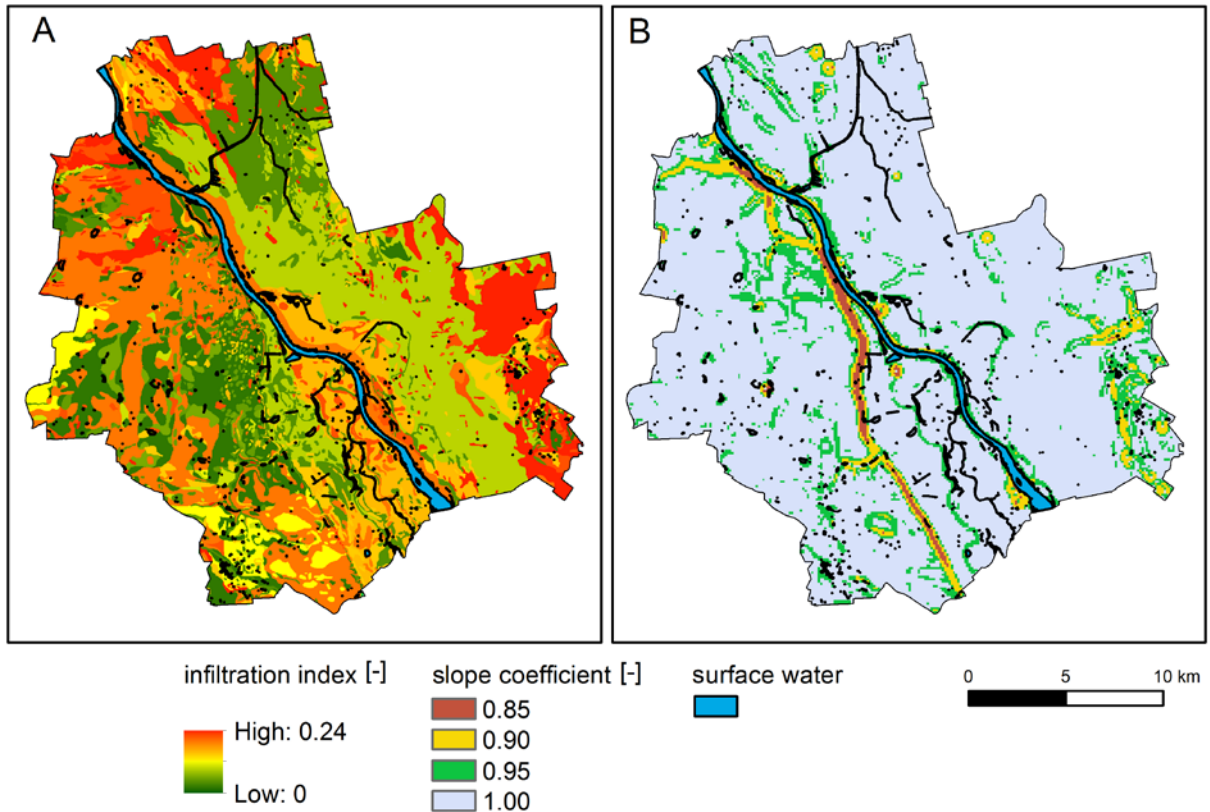 A
B
infiltration index [-]
High: 0.24
Low: 0
slope coefficient [-]
0.85
0.90
0.95
1.00
surface water
0 5 10 km